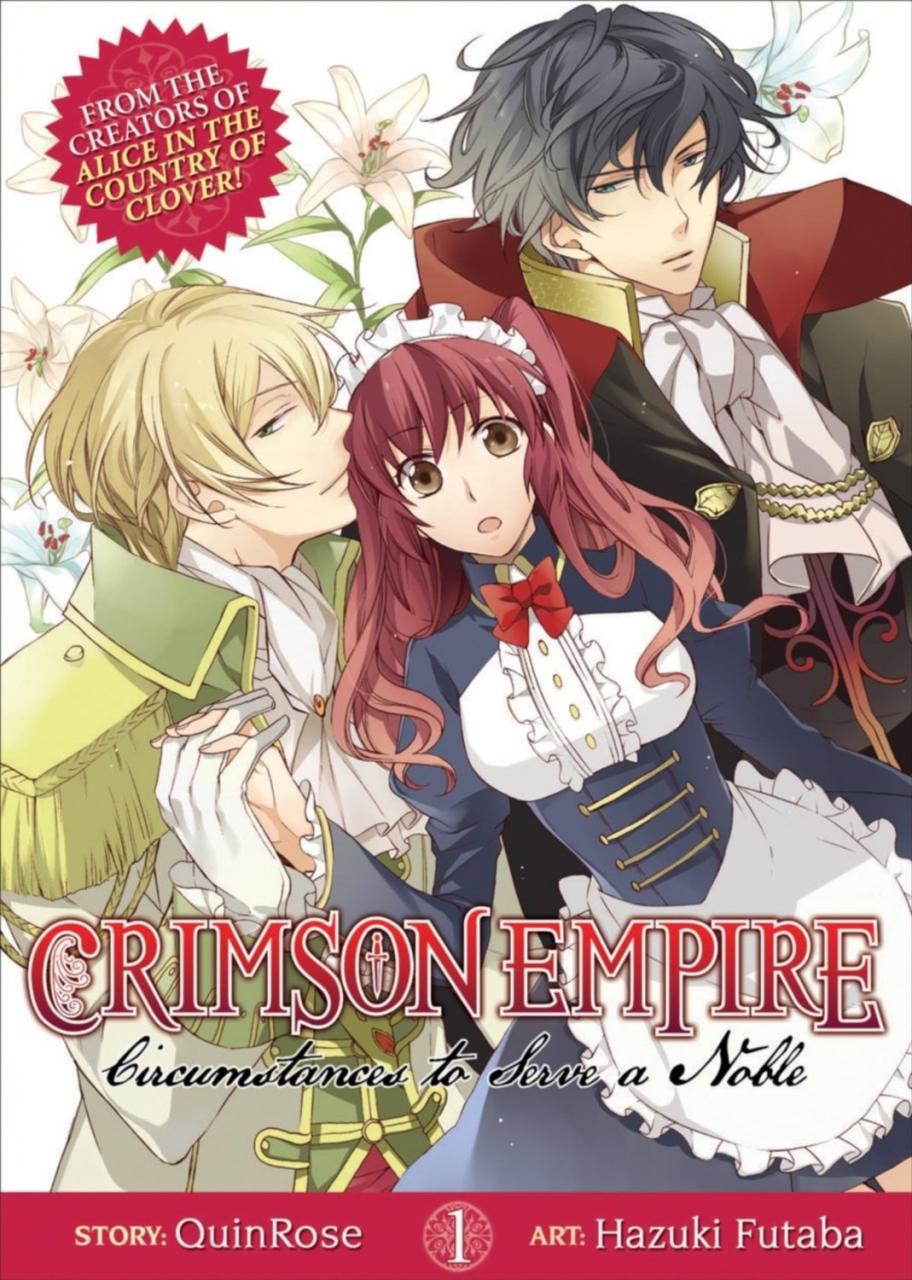 FROM THE
CREATORS OF
ALICE IN THE
COUNTRY OF
CLOVER!
CRIMSON EMPIRE
Circumstances to Serve a Noble
STORY: QuinRose 1 ART: Hazuki Futaba